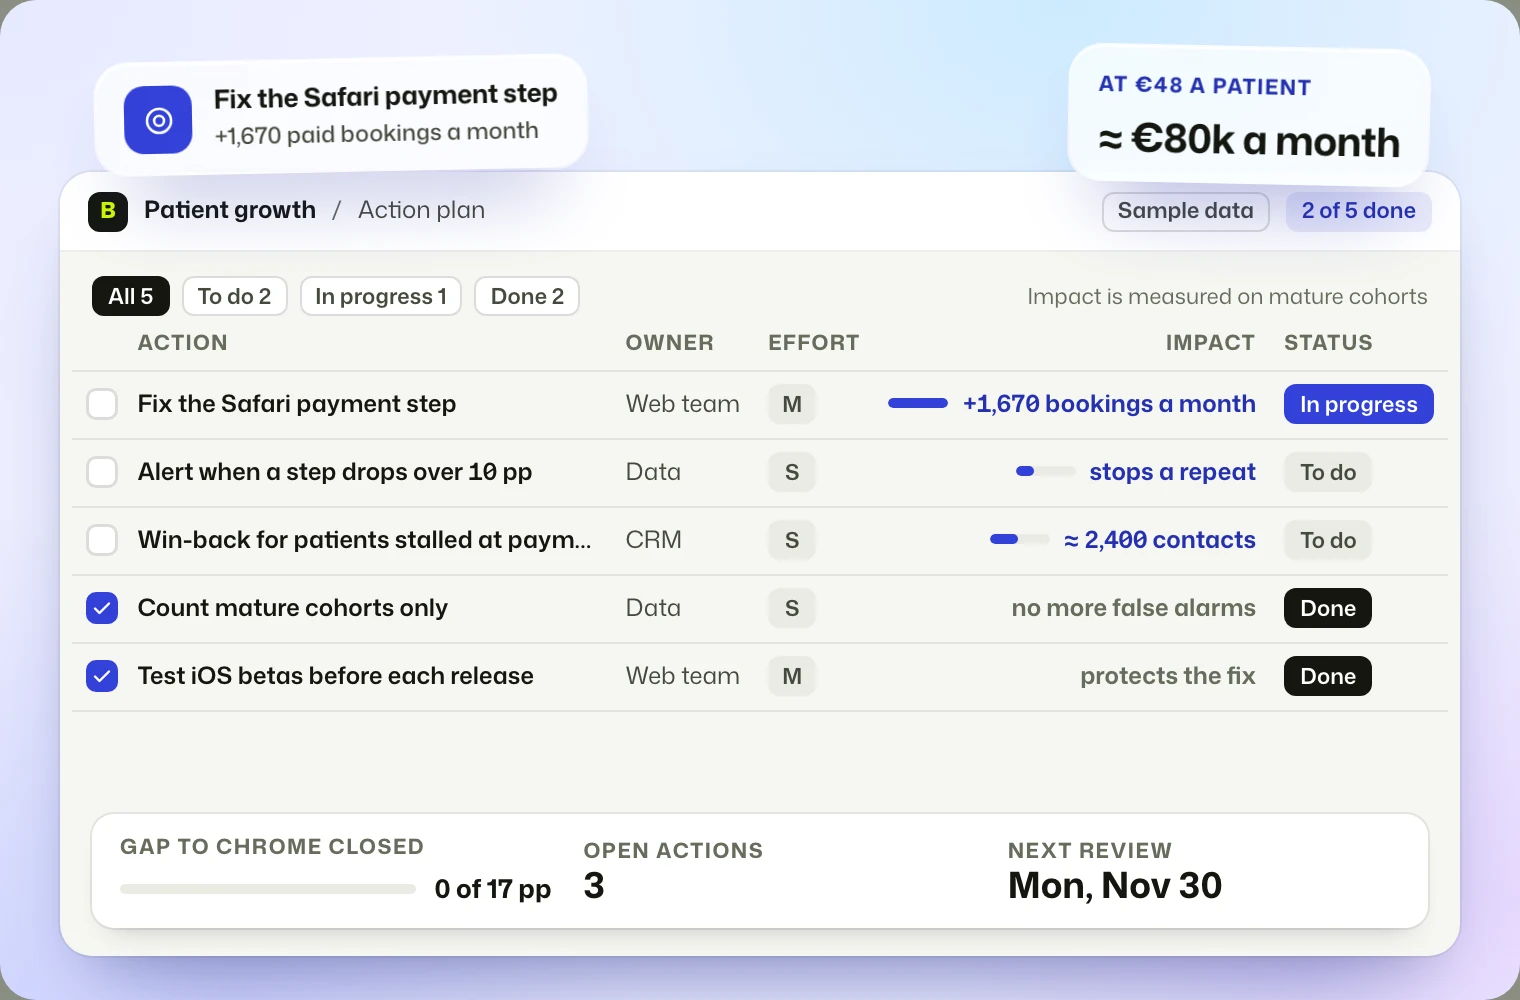 Fix the Safari payment step
+1,670 paid bookings a month
AT €48 A PATIENT
≈ €80k a month
B Patient growth / Action plan
Sample data 2 of 5 done
All 5 To do 2 In progress 1 Done 2
Impact is measured on mature cohorts
ACTION OWNER EFFORT IMPACT STATUS
Fix the Safari payment step Web team M +1,670 bookings a month In progress
Alert when a step drops over 10 pp Data S stops a repeat To do
Win-back for patients stalled at paym... CRM S ≈ 2,400 contacts To do
Count mature cohorts only Data S no more false alarms Done
Test iOS betas before each release Web team M protects the fix Done
GAP TO CHROME CLOSED
0 of 17 pp
OPEN ACTIONS
3
NEXT REVIEW
Mon, Nov 30